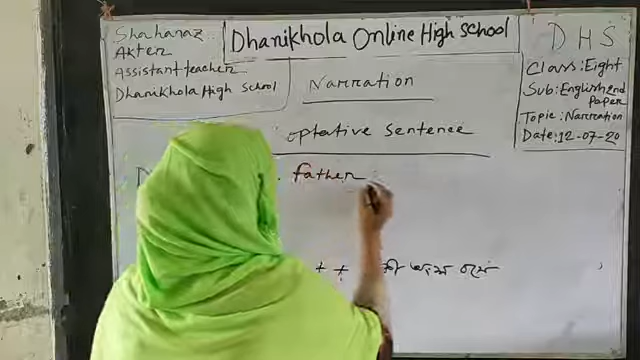 Shahanaz
Akter
Assistant teacher
Dhanikhola High School
Dhanikhola Online High School
DHS
Class: Eight
Sub: English 2nd
Paper
Topic: Narration
Date: 12-07-20
Narration
optative sentence
father
+ +